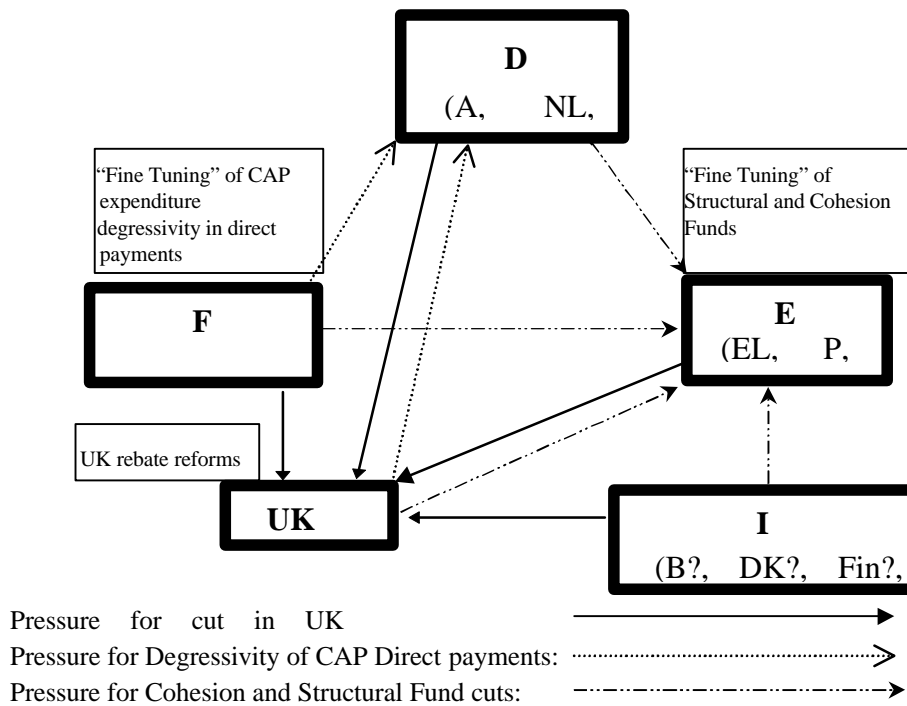 D
(A, NL,
“Fine Tuning” of CAP
expenditure
degressivity in direct
payments
“Fine Tuning” of
Structural and Cohesion
Funds
F
E
(EL, P,
UK rebate reforms
UK
I
(B?, DK?, Fin?,
Pressure for cut in UK
Pressure for Degressivity of CAP Direct payments:
Pressure for Cohesion and Structural Fund cuts: